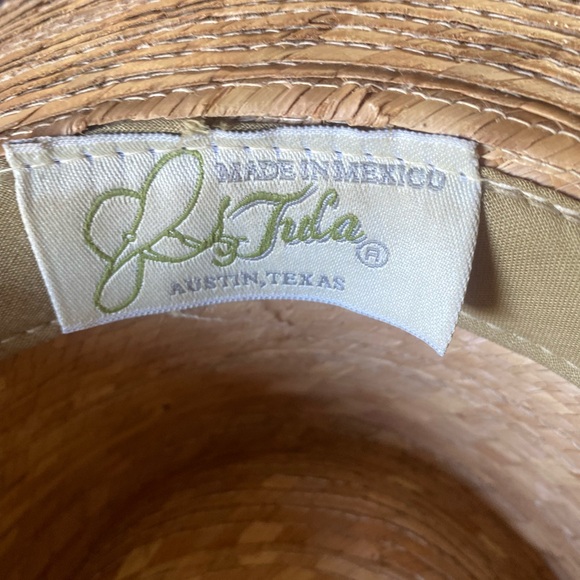 MADE IN MEXICO
Tula ®
AUSTIN, TEXAS